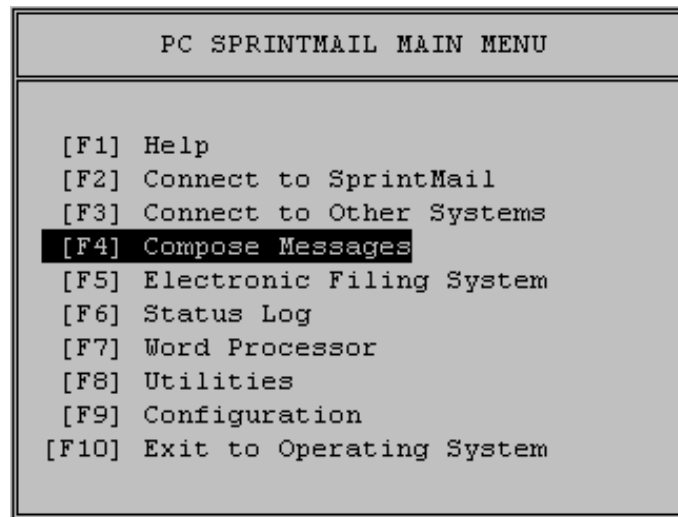 PC SPRINTMAIL MAIN MENU
[F1] Help
[F2] Connect to SprintMail
[F3] Connect to Other Systems
[F4] Compose Messages
[F5] Electronic Filing System
[F6] Status Log
[F7] Word Processor
[F8] Utilities
[F9] Configuration
[F10] Exit to Operating System